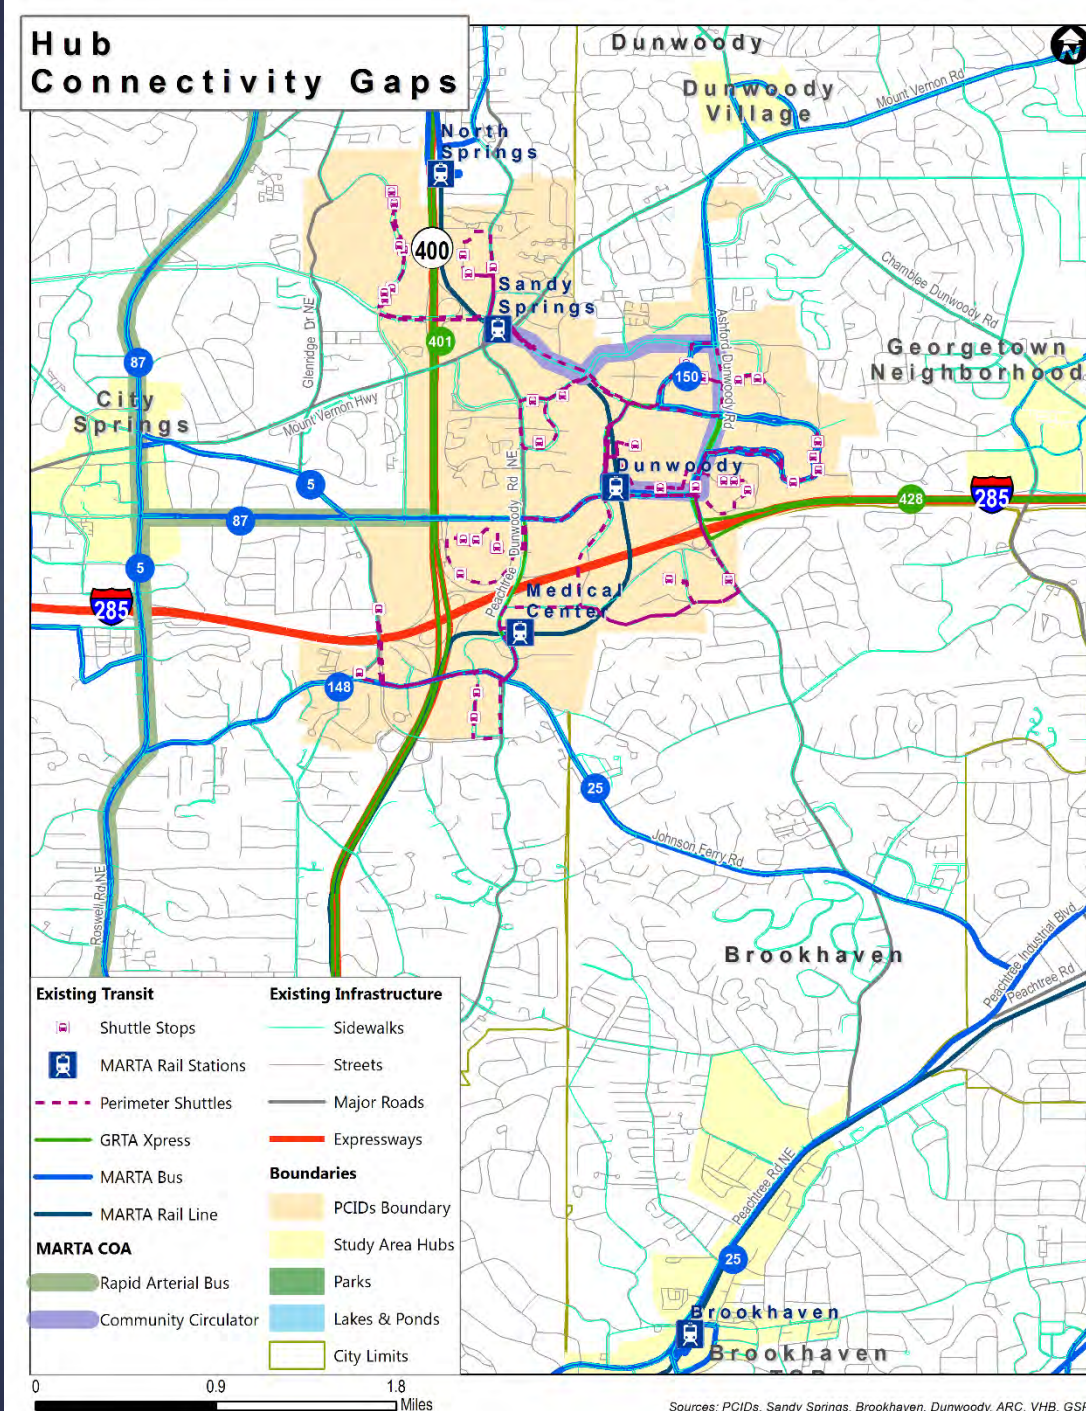 Hub
Connectivity Gaps
Dunwoody
Dunwoody
Village
Mount Vernon Rd
N
North
Springs
400
Sandy
Springs
Chamblee Dunwoody Rd
Glenridge Dr NE
401
Ashford Dunwoody Rd
Georgetown
Neighborhood
87
150
City
Springs
Mount Vernon Hwy
Dunwoody
5
Peachtree Dunwoody Rd NE
428
285
87
5
285
Medical
Center
148
25
Johnson Ferry Rd
Roswell Rd NE
Brookhaven
Peachtree Industrial Blvd
Peachtree Rd
Peachtree Rd NE
25
Brookhaven
Brookhaven
Existing Transit
Shuttle Stops
MARTA Rail Stations
Perimeter Shuttles
GRTA Xpress
MARTA Bus
MARTA Rail Line
MARTA COA
Rapid Arterial Bus
Community Circulator
Existing Infrastructure
Sidewalks
Streets
Major Roads
Expressways
Boundaries
PCIDs Boundary
Study Area Hubs
Parks
Lakes & Ponds
City Limits
0 0.9 1.8
Miles
Sources: PCIDs, Sandy Springs, Brookhaven, Dunwoody, ARC, VHB, GSF